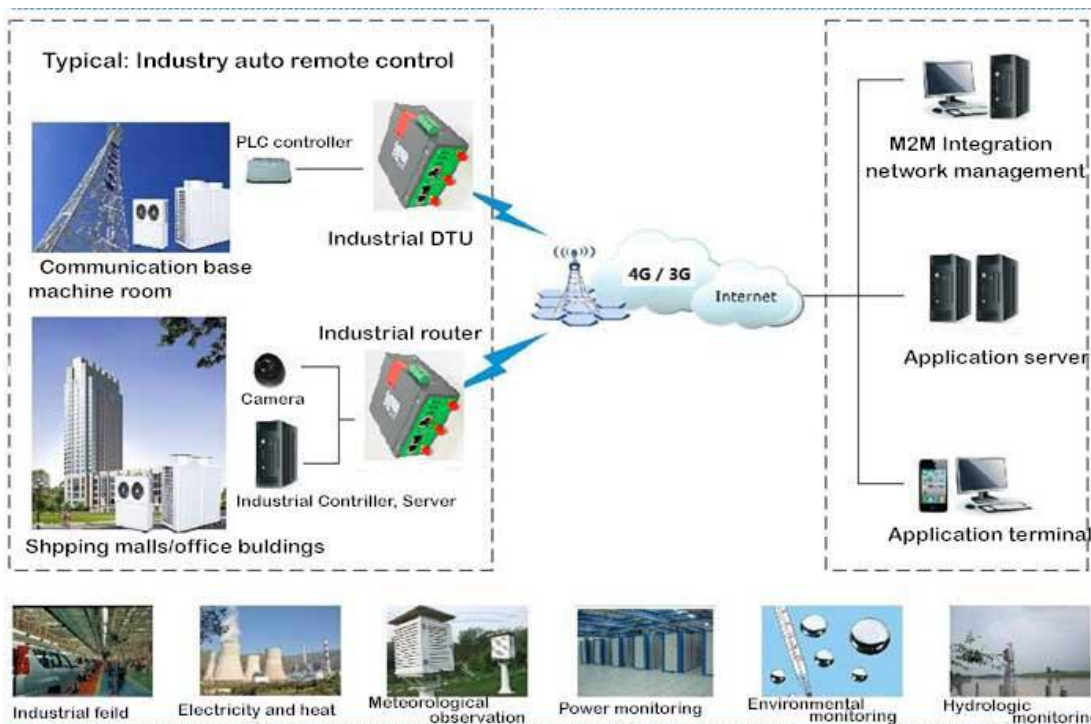 Typical: Industry auto remote control
PLC controller
Industrial DTU
Communication base
machine room
Industrial router
Camera
Industrial Contriller, Server
Shpping malls/office buldings
4G / 3G
Internet
M2M Integration
network management
Application server
Application terminal
Industrial feild
Electricity and heat
Meteorological
observation
Power monitoring
Environmental
monitoring
Hydrologic
monitoring